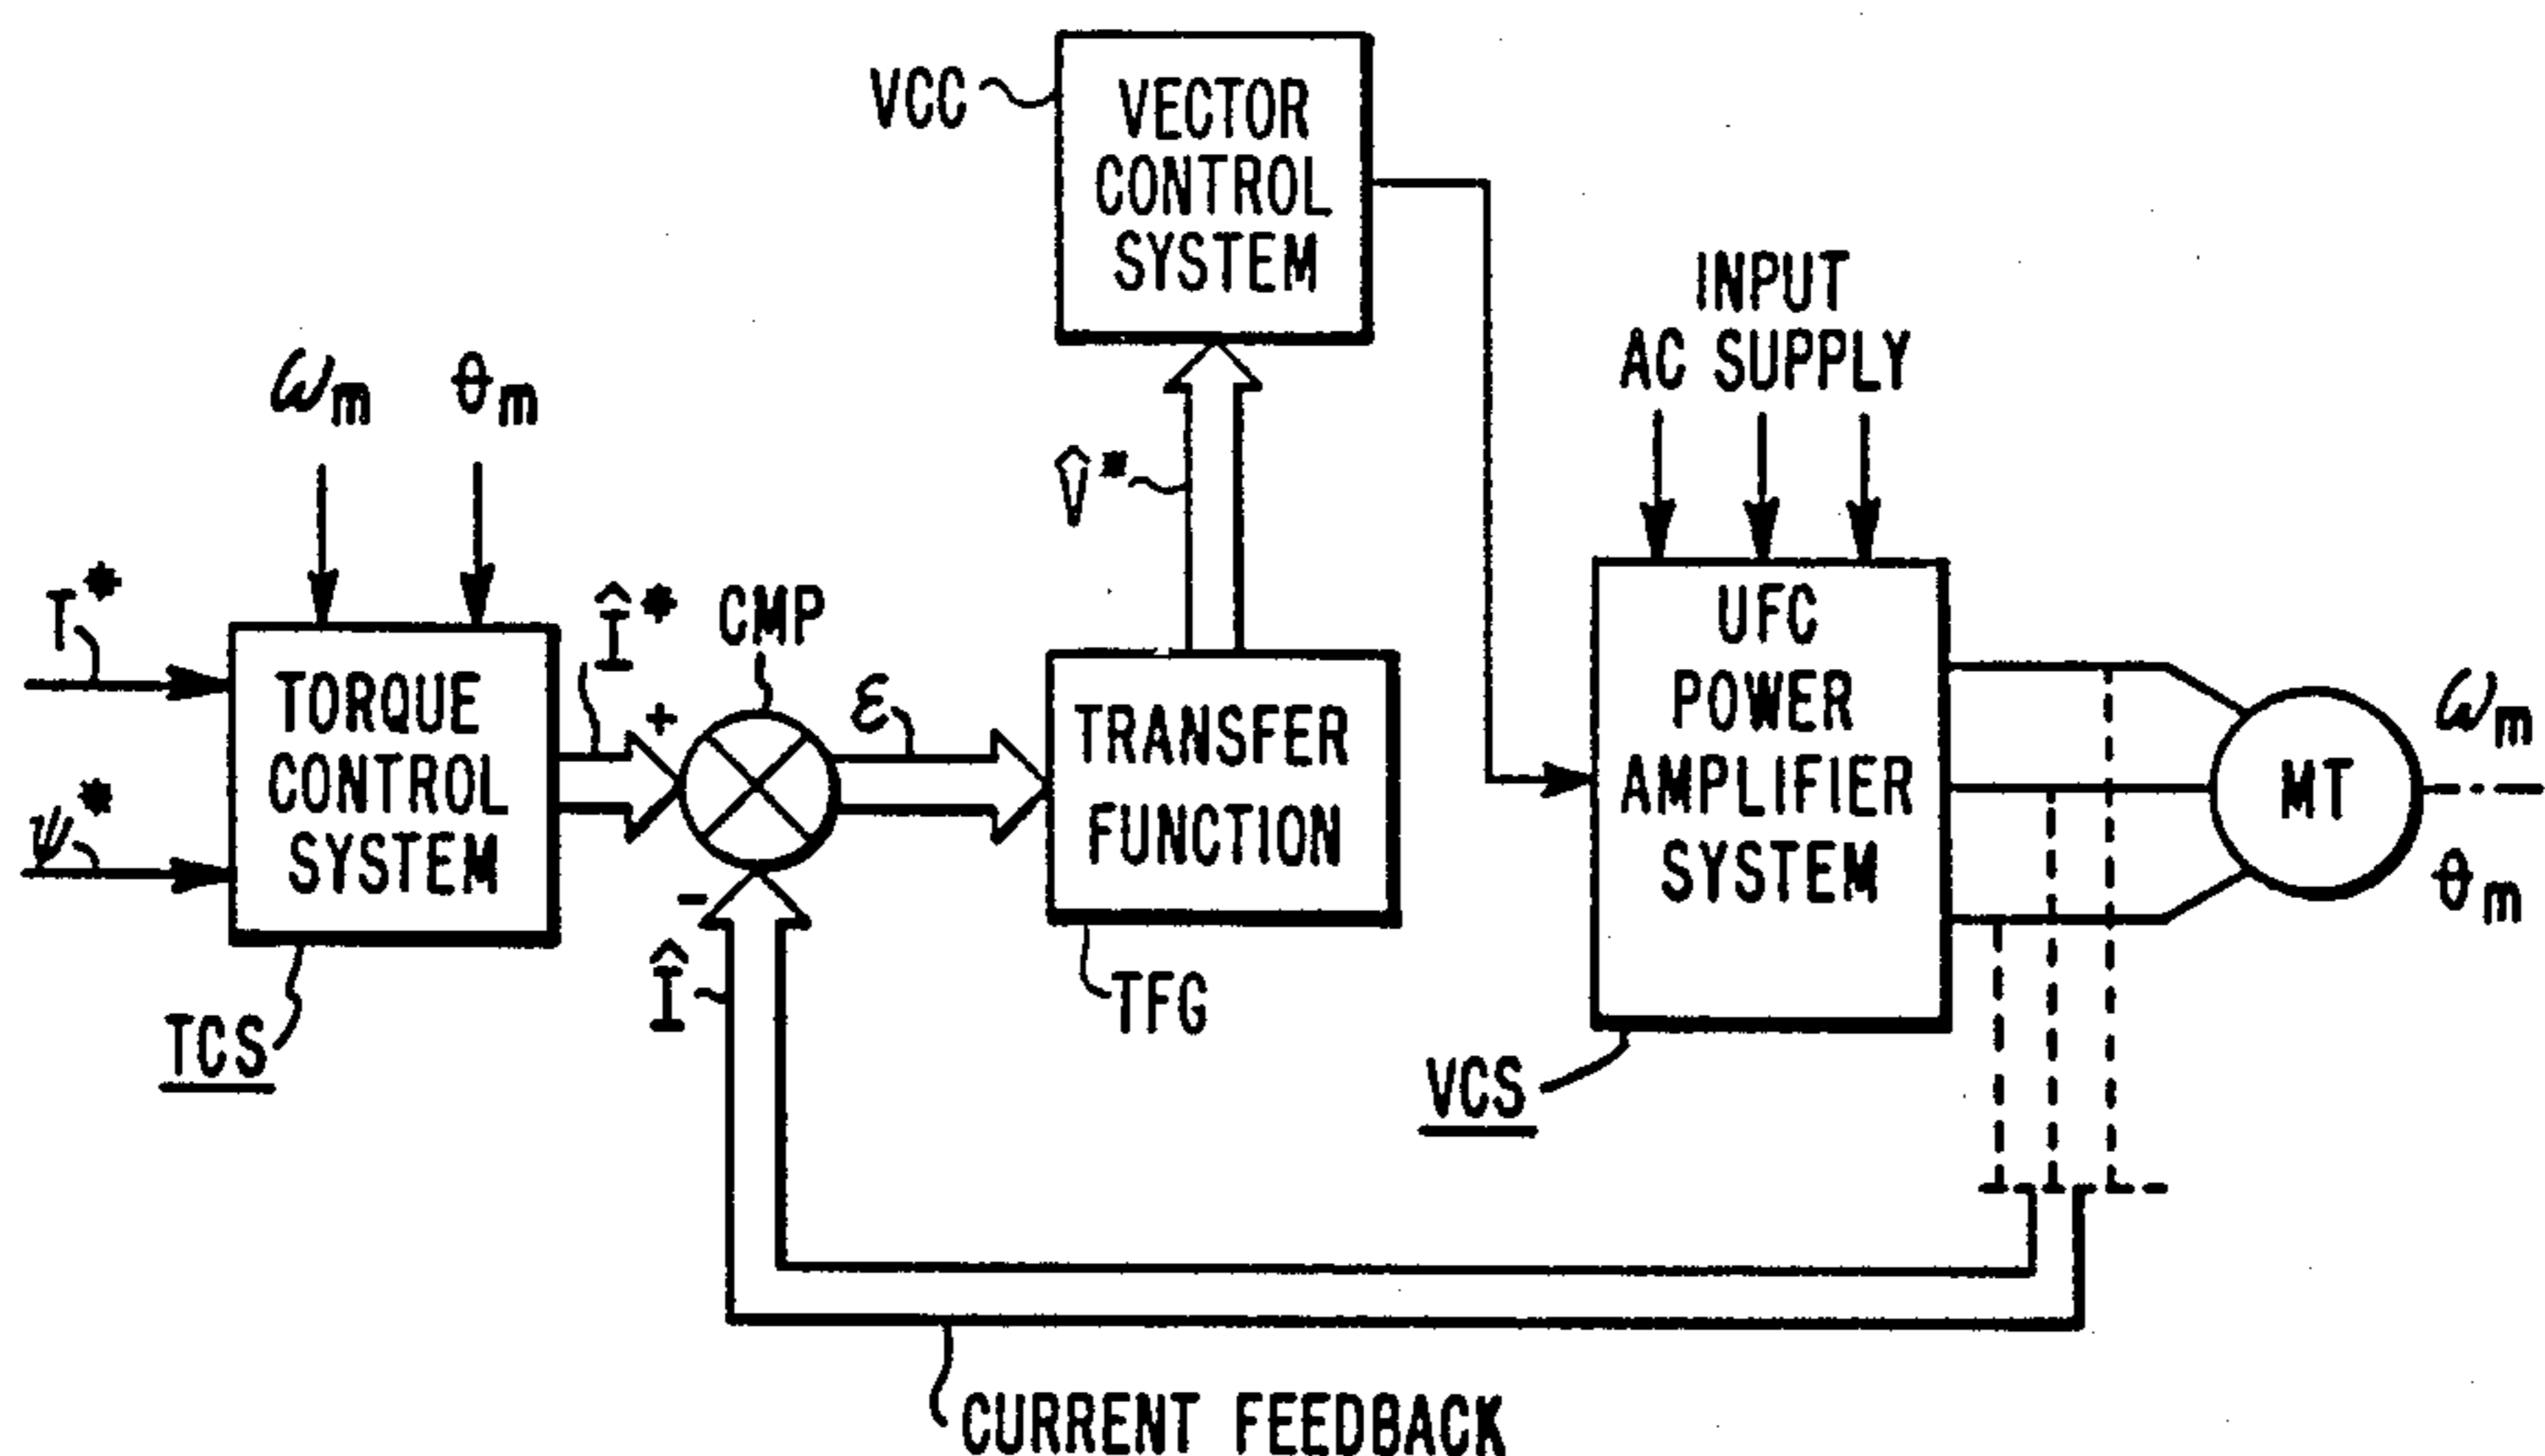 VCC
VECTOR
CONTROL
SYSTEM
INPUT
AC SUPPLY
ωm
θm
V̂*
T*
Î*
CMP
UFC
POWER
AMPLIFIER
SYSTEM
TORQUE
CONTROL
SYSTEM
+
ε
TRANSFER
FUNCTION
MT
ωm
ψ*
-
θm
Î
TFG
TCS
VCS
CURRENT FEEDBACK